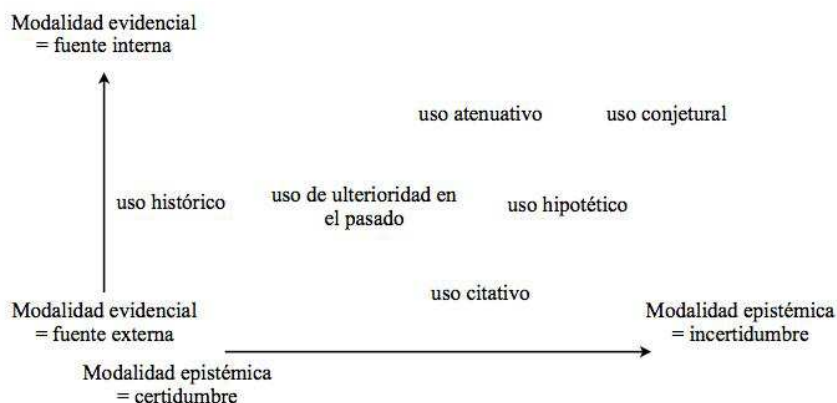 Modalidad evidencial
= fuente interna
uso atenuativo
uso conjetural
uso histórico
uso de ulterioridad en
el pasado
uso hipotético
uso citativo
Modalidad evidencial
= fuente externa
Modalidad epistémica
= incertidumbre
Modalidad epistémica
= certidumbre